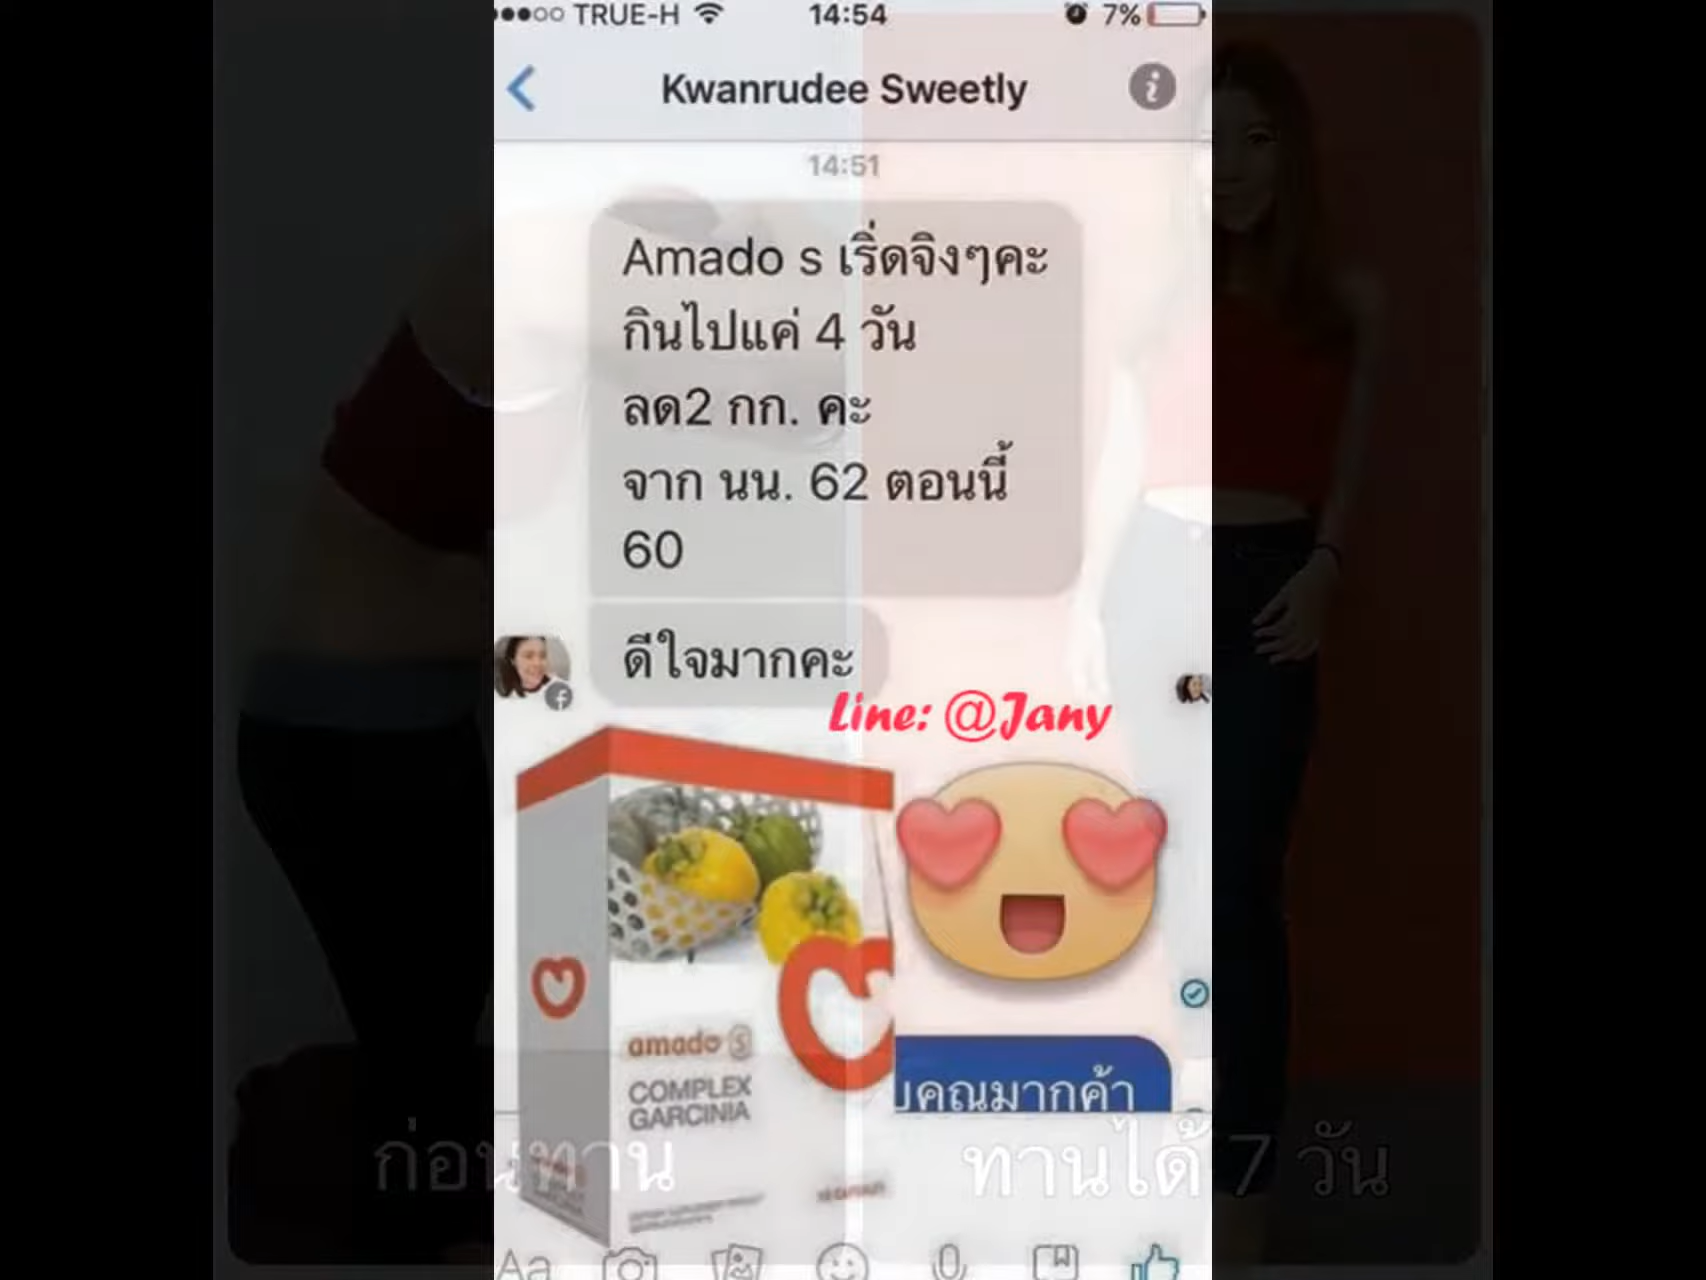 TRUE-H 14:54 7%
Kwanrudee Sweetly
14:51
Amado s เริ่ดจิงๆคะ
กินไปแค่ 4 วัน
ลด2 กก. คะ
จาก นน. 62 ตอนนี้
60
ดีใจมากคะ
Line: @Jany
amado S
COMPLEX
GARCINIA
คุณมากค้า
ก่อนทาน
ทานได้ 7 วัน
Aa